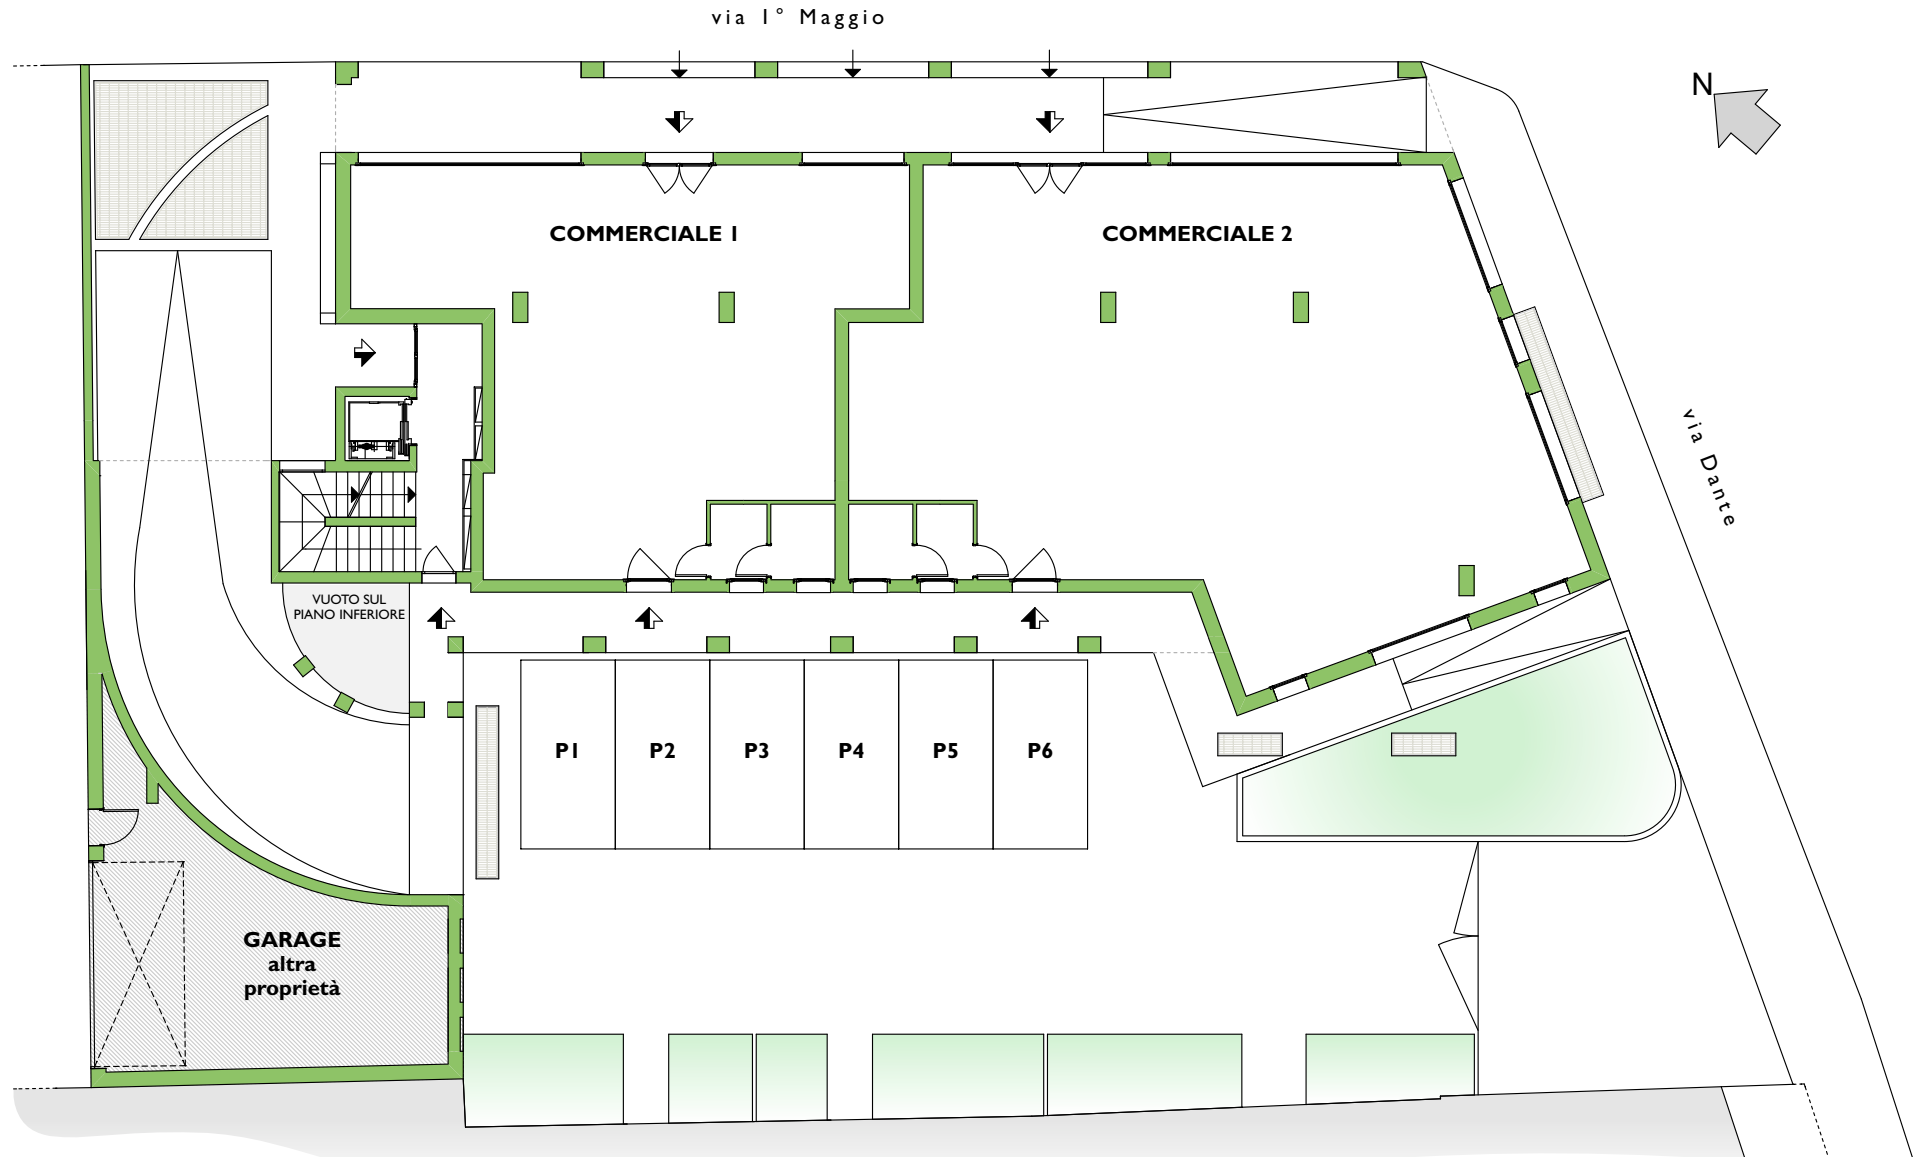 via 1° Maggio
N
COMMERCIALE 1
COMMERCIALE 2
via Dante
VUOTO SUL
PIANO INFERIORE
P1
P2
P3
P4
P5
P6
GARAGE
altra
proprietà